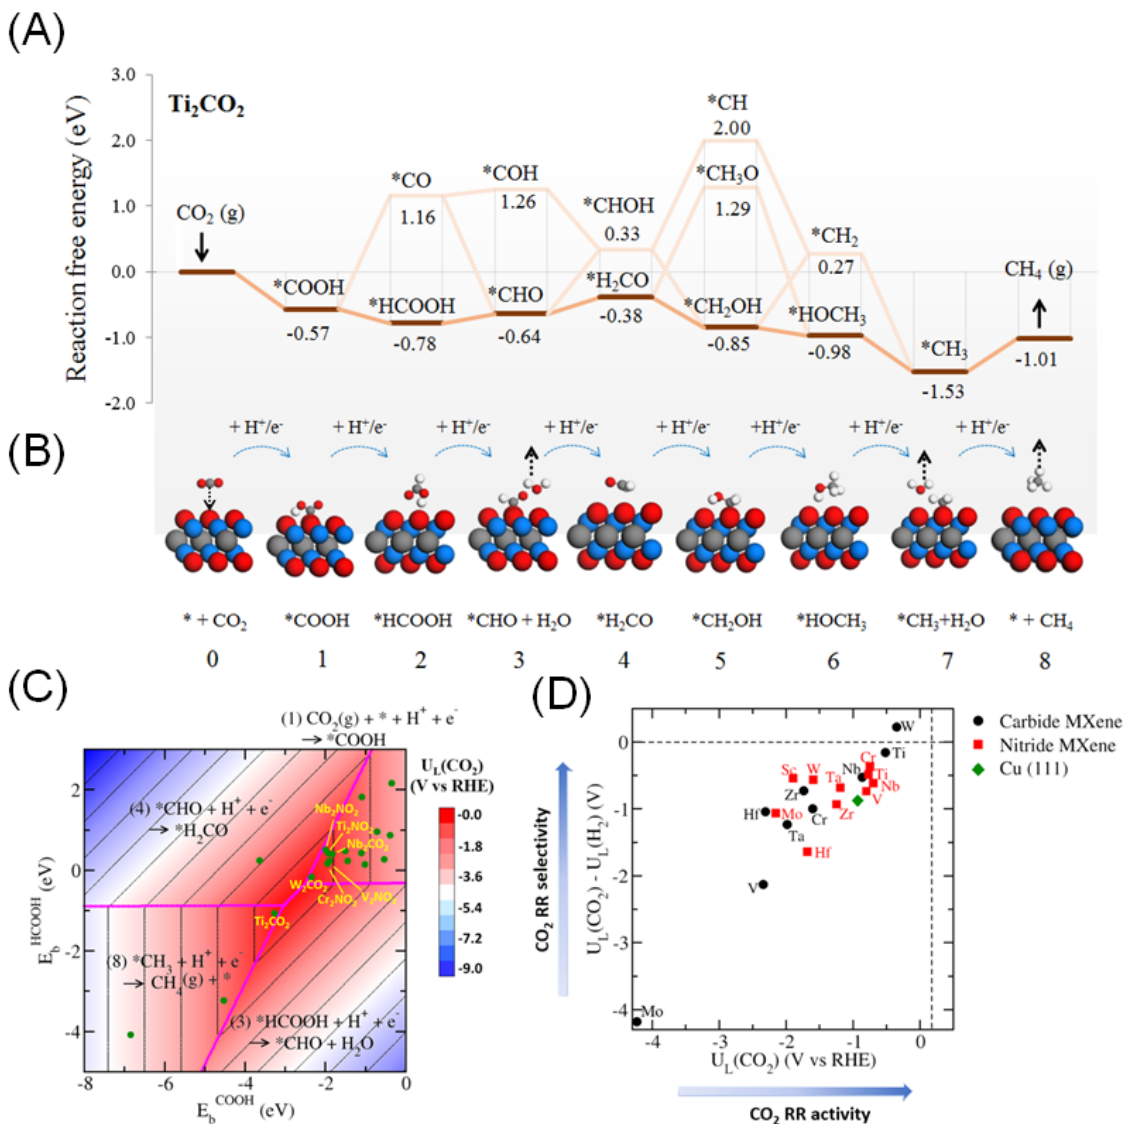 (A)
Ti₂CO₂
Reaction free energy (eV)
3.0
2.0
1.0
0.0
-1.0
-2.0
CO₂ (g)
*COOH
-0.57
*CO
1.16
*HCOOH
-0.78
*COH
1.26
*CHO
-0.64
*CHOH
0.33
*H₂CO
-0.38
*CH
2.00
*CH₃O
1.29
*CH₂OH
-0.85
*CH₂
0.27
*HOCH₃
-0.98
*CH₃
-1.53
CH₄ (g)
-1.01
(B)
+ H⁺/e⁻ + H⁺/e⁻ + H⁺/e⁻ + H⁺/e⁻ + H⁺/e⁻ +H⁺/e⁻ + H⁺/e⁻ + H⁺/e⁻
* + CO₂ *COOH *HCOOH *CHO + H₂O *H₂CO *CH₂OH *HOCH₃ *CH₃+H₂O * + CH₄
0 1 2 3 4 5 6 7 8
(C)
(1) CO₂(g) + * + H⁺ + e⁻
→ *COOH
(4) *CHO + H⁺ + e⁻
→ *H₂CO
(8) *CH₃ + H⁺ + e⁻
→ CH₄(g) + *
(3) *HCOOH + H⁺ + e⁻
→ *CHO + H₂O
Nb₂NO₂
Ti₂NO₂
Nb₂CO₂
W₂CO₂
Cr₂NO₂
V₂NO₂
Ti₂CO₂
E_b^HCOOH (eV)
2
0
-2
-4
-8 -6 -4 -2 0
E_b^COOH (eV)
U_L(CO₂)
(V vs RHE)
-0.0
-1.8
-3.6
-5.4
-7.2
-9.0
(D)
CO₂ RR selectivity
U_L(CO₂) - U_L(H₂) (V)
0
-1
-2
-3
-4
W
Ti
Cr
Nb
Ti
Sc
W
Ta
Nb
Zr
V
Hf
Mo
Cr
Zr
Ta
Hf
V
Mo
-4 -3 -2 -1 0
U_L(CO₂) (V vs RHE)
CO₂ RR activity
Carbide MXene
Nitride MXene
Cu (111)